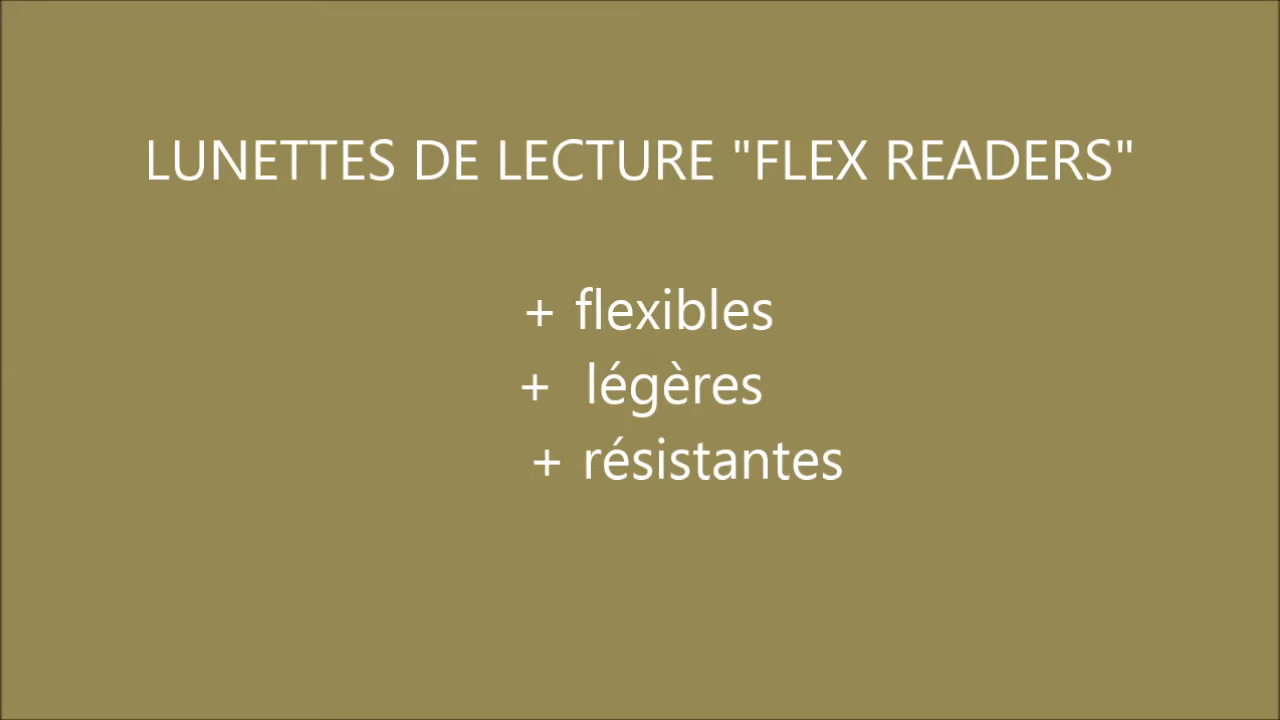 LUNETTES DE LECTURE "FLEX READERS"
+ flexibles
+ légères
+ résistantes